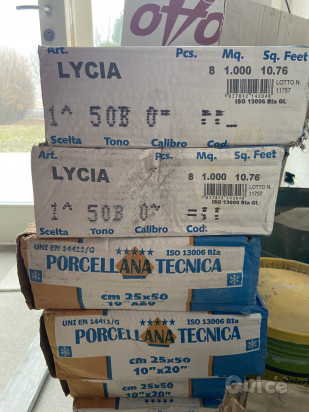 otto
Art. Pcs. Mq. Sq. Feet
LYCIA 8 1.000 10.76
LOTTO N.
11757
ISO 13006 BIa GL
1^ 50B 0
Scelta Tono Calibro Cod.
Art. Pcs. Mq. Sq. Feet
LYCIA 8 1.000 10.76
LOTTO N.
11757
ISO 13006 BIa GL
1^ 50B 0
Scelta Tono Calibro Cod.
UNI EN 14411/G ISO 13006 BIa
PORCELLANA TECNICA
cm 25x50
10"x20"
UNI EN 14411/G ISO 13006 BIa
PORCELLANA TECNICA
cm 25x50
10"x20"
cm 25x50
10"x20"